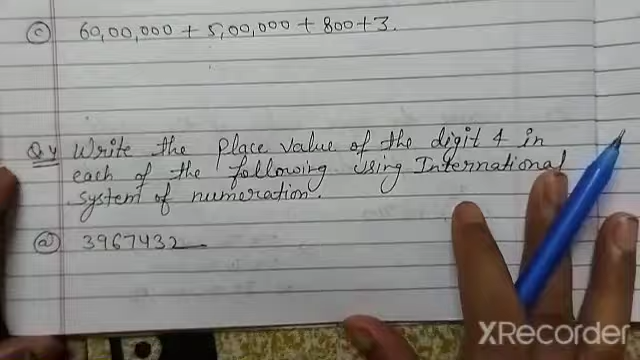 (c) 60,00,000 + 5,00,000 + 800+3.
Q4 Write the place value of the digit 4 in
each of the following using International
system of numeration.
(a) 3967432
XRecorder